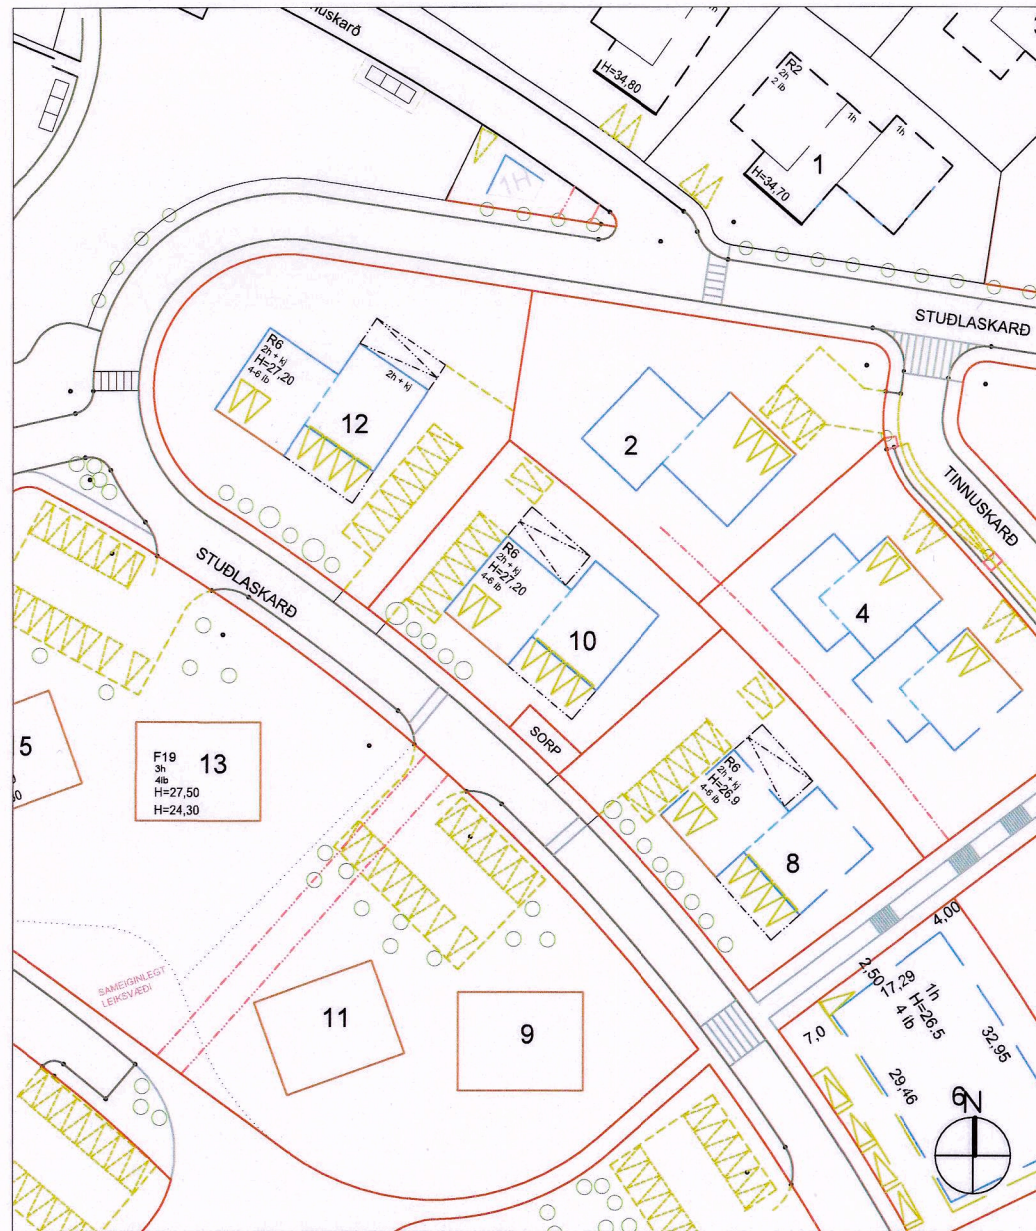 nuskarð
1h
H=34,80
R2
2h
2 íb
1h
1h
1
H=34,70
1H
STUÐLASKARÐ
R6
2h + kj
H=27,20
4-6 íb
2h + kj
12
2
TINNUSKARÐ
R6
2h + kj
H=27,20
4-6 íb
10
4
STUÐLASKARÐ
SORP
5
F19
3h
4íb
H=27,50
H=24,30
13
R6
2h + kj
H=26.9
4-6 íb
8
4,00
2,50
17,29
1h
H=26.5
4 íb
7,0
32,95
29,46
6
N
SAMEIGINLEGT
LEIKSVÆÐI
11
9